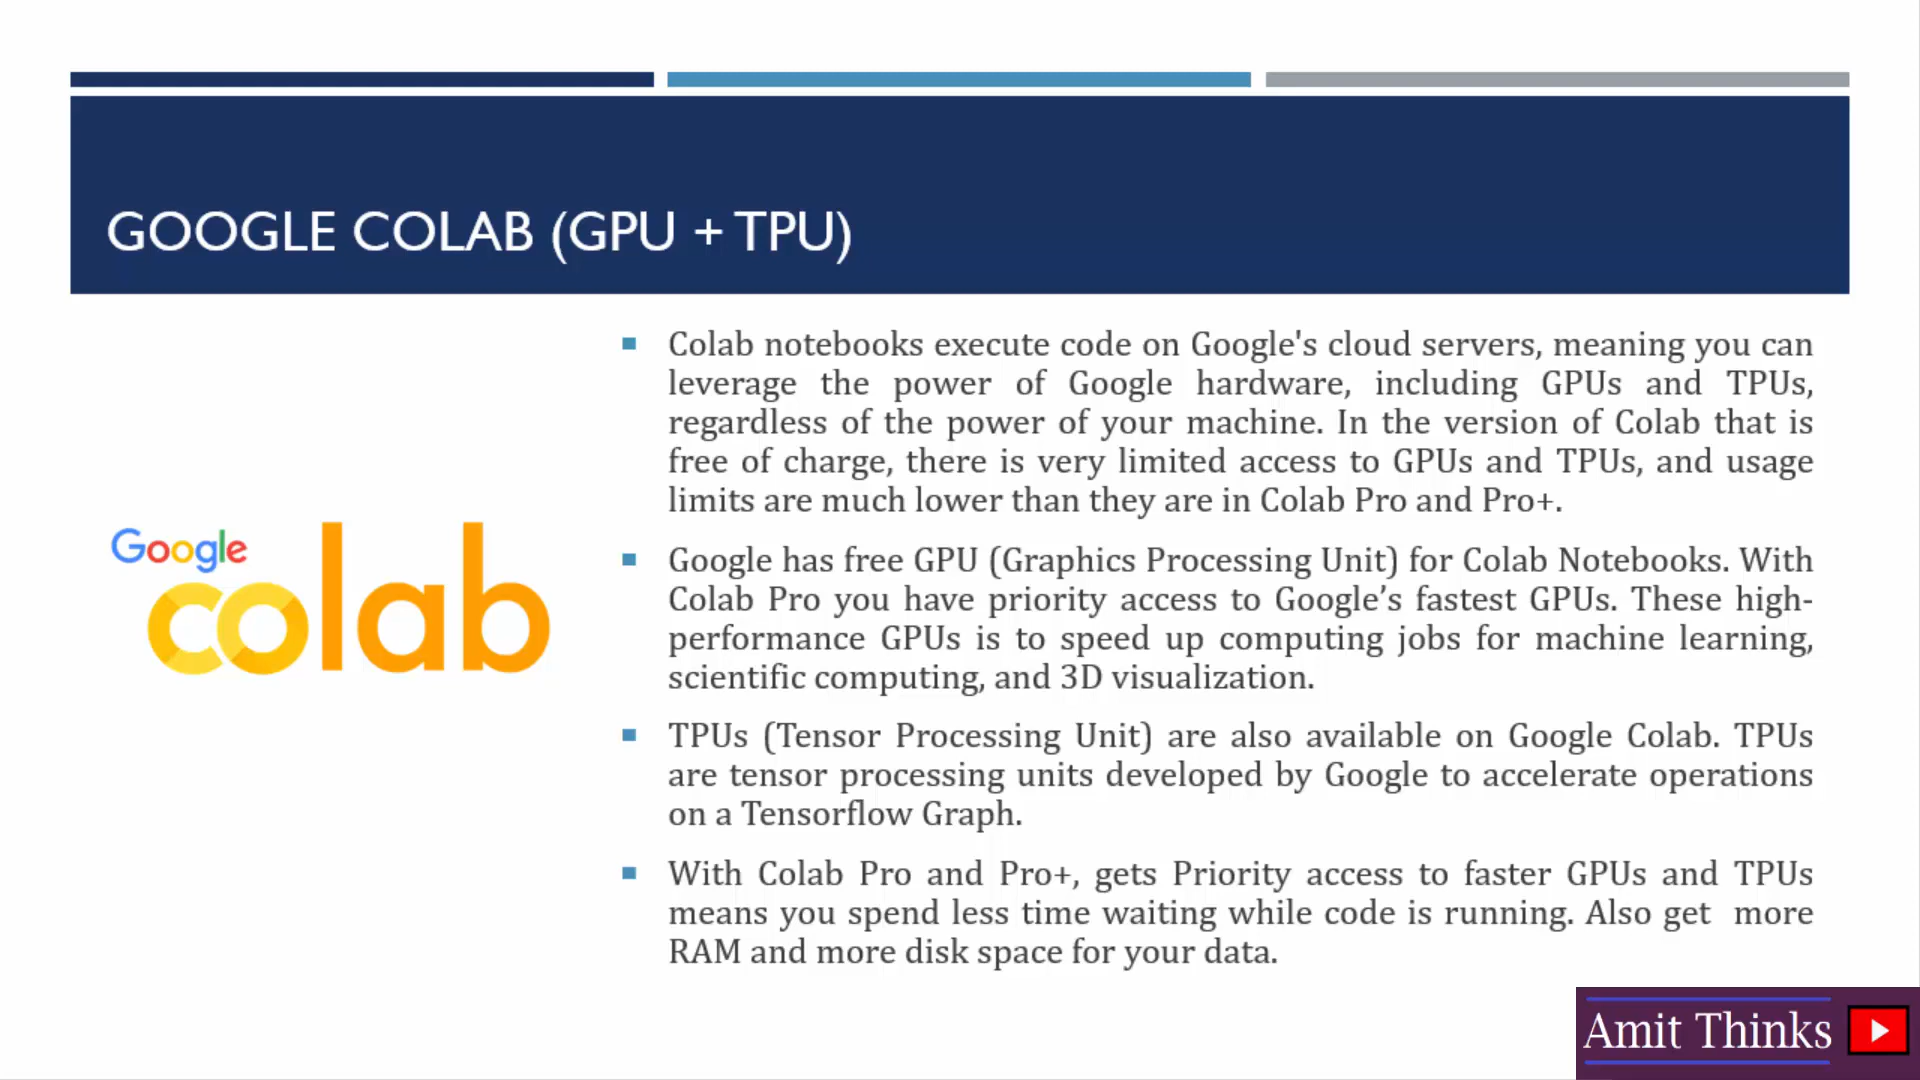 GOOGLE COLAB (GPU + TPU)
Colab notebooks execute code on Google's cloud servers, meaning you can
leverage the power of Google hardware, including GPUs and TPUs,
regardless of the power of your machine. In the version of Colab that is
free of charge, there is very limited access to GPUs and TPUs, and usage
limits are much lower than they are in Colab Pro and Pro+.
Google has free GPU (Graphics Processing Unit) for Colab Notebooks. With
Colab Pro you have priority access to Google’s fastest GPUs. These high-
performance GPUs is to speed up computing jobs for machine learning,
scientific computing, and 3D visualization.
TPUs (Tensor Processing Unit) are also available on Google Colab. TPUs
are tensor processing units developed by Google to accelerate operations
on a Tensorflow Graph.
With Colab Pro and Pro+, gets Priority access to faster GPUs and TPUs
means you spend less time waiting while code is running. Also get more
RAM and more disk space for your data.
Google
colab
Amit Thinks